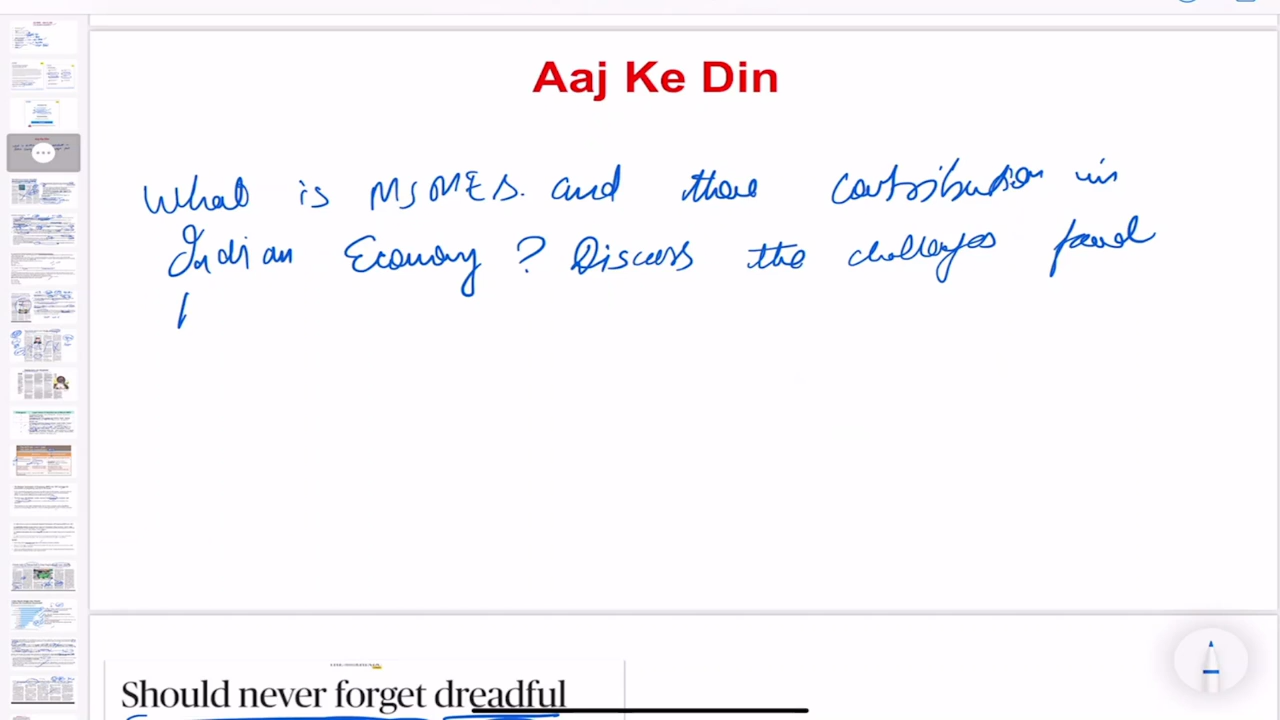 Aaj Ke Din
What is MSMES. and there contribution in
Indian Economy ? Discuss the challenges faced
Should never forget dreadful